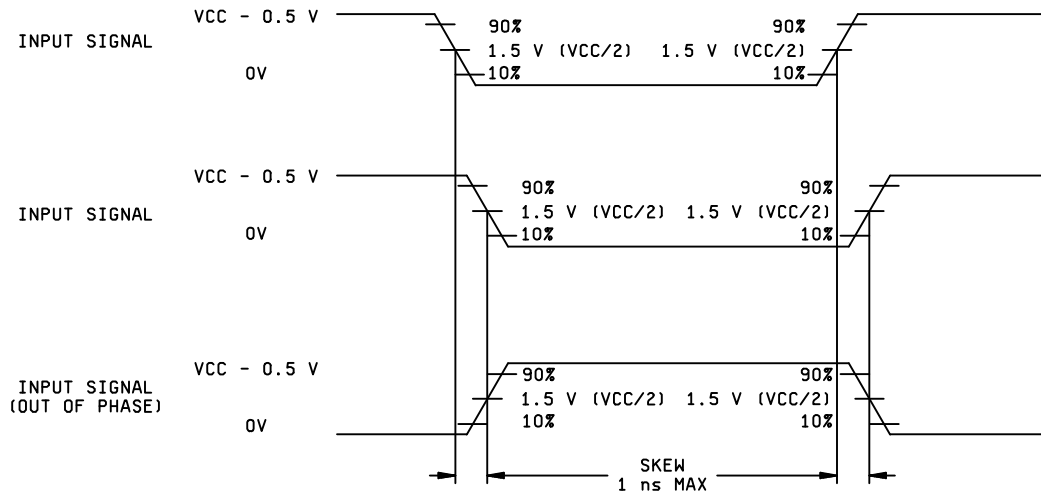 VCC - 0.5 V
INPUT SIGNAL
0V
90% 90%
1.5 V (VCC/2) 1.5 V (VCC/2)
10% 10%
VCC - 0.5 V
INPUT SIGNAL
0V
90% 90%
1.5 V (VCC/2) 1.5 V (VCC/2)
10% 10%
VCC - 0.5 V
INPUT SIGNAL
(OUT OF PHASE)
0V
90% 90%
1.5 V (VCC/2) 1.5 V (VCC/2)
10% 10%
SKEW
1 ns MAX